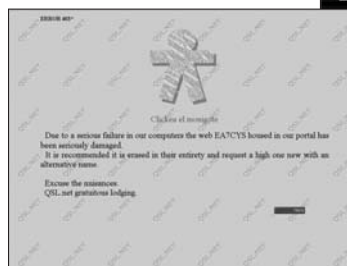 ERROR 405"
Clickea el monigote
Due to a serious failure in our computers the web EA7CYS housed in our portal has
been seriously damaged.
It is recommended it is erased in their entirety and request a high one new with an
alternative name.
Excuse the nuisances.
QSL.net gratuitous lodging.